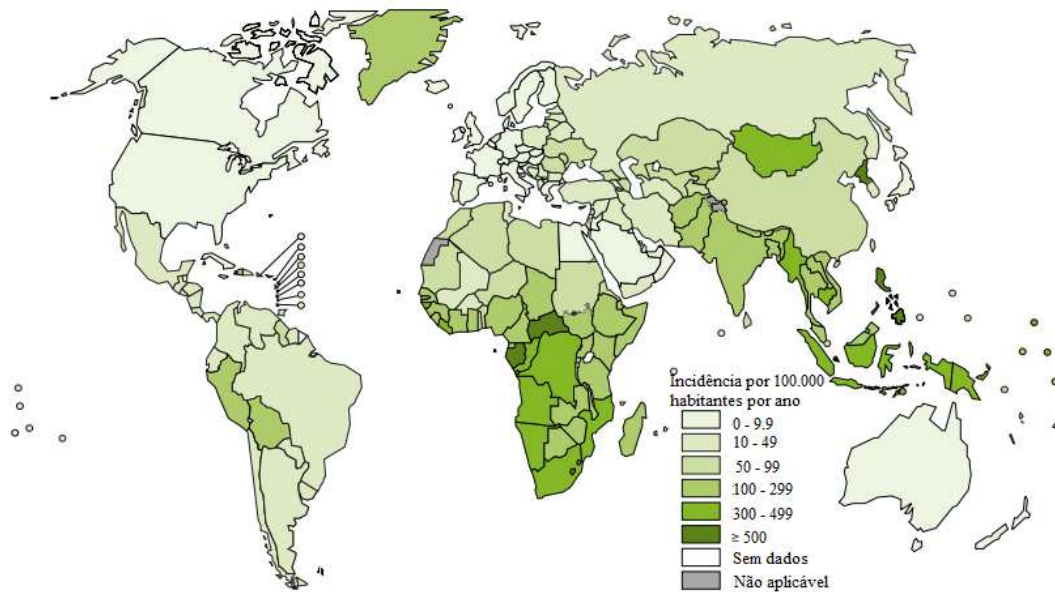 Incidência por 100.000
habitantes por ano
0 - 9.9
10 - 49
50 - 99
100 - 299
300 - 499
≥ 500
Sem dados
Não aplicável